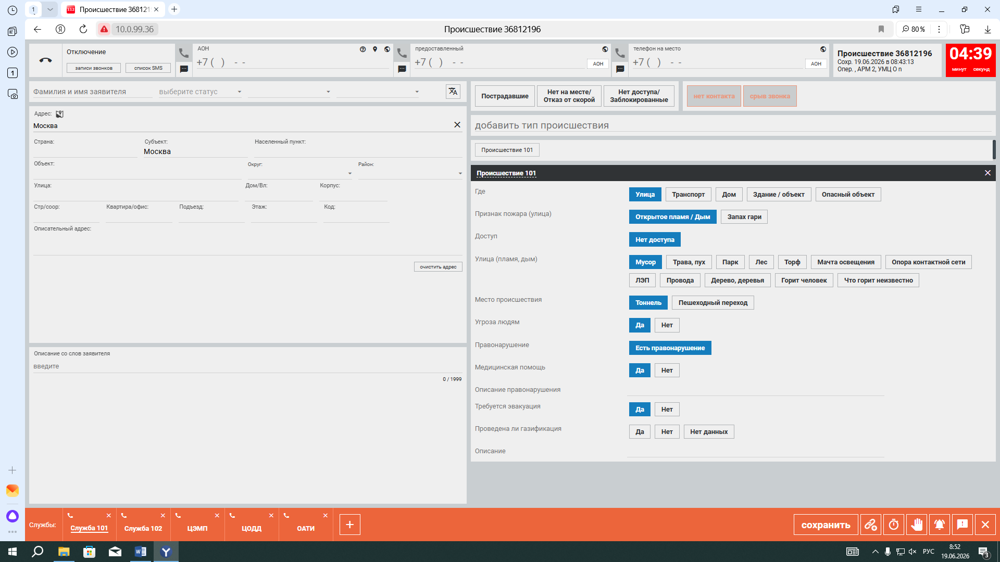 1
112
Происшествие 368121
10.0.99.36
Происшествие 36812196
80 %
1
Отключение
записи звонков
список SMS
АОН
+7 ( ) - -
предоставленный
+7 ( ) - -
АОН
телефон на место
+7 ( ) - -
АОН
Происшествие 36812196
Сохр. 19.06.2026 в 08:43:13
Опер. , АРМ 2, УМЦ О п
04:39
минут секунд
Фамилия и имя заявителя
выберите статус
Пострадавшие
Нет на месте/
Отказ от скорой
Нет доступа/
Заблокированные
нет контакта
срыв звонка
Адрес:
Москва
Страна:
Субъект:
Москва
Населенный пункт:
Объект:
Округ:
Район:
Улица:
Дом/Вл:
Корпус:
Стр/соор:
Квартира/офис:
Подъезд:
Этаж:
Код:
Описательный адрес:
очистить адрес
Описание со слов заявителя
введите
0 / 1999
добавить тип происшествия
Происшествие 101
Происшествие 101
Где
Улица
Транспорт
Дом
Здание / объект
Опасный объект
Признак пожара (улица)
Открытое пламя / Дым
Запах гари
Доступ
Нет доступа
Улица (пламя, дым)
Мусор
Трава, пух
Парк
Лес
Торф
Мачта освещения
Опора контактной сети
ЛЭП
Провода
Дерево, деревья
Горит человек
Что горит неизвестно
Место происшествия
Тоннель
Пешеходный переход
Угроза людям
Да
Нет
Правонарушение
Есть правонарушение
Медицинская помощь
Да
Нет
Описание правонарушения
Требуется эвакуация
Да
Нет
Проведена ли газификация
Да
Нет
Нет данных
Описание
Службы:
Служба 101
Служба 102
ЦЭМП
ЦОДД
ОАТИ
сохранить
РУС
8:52
19.06.2026
3